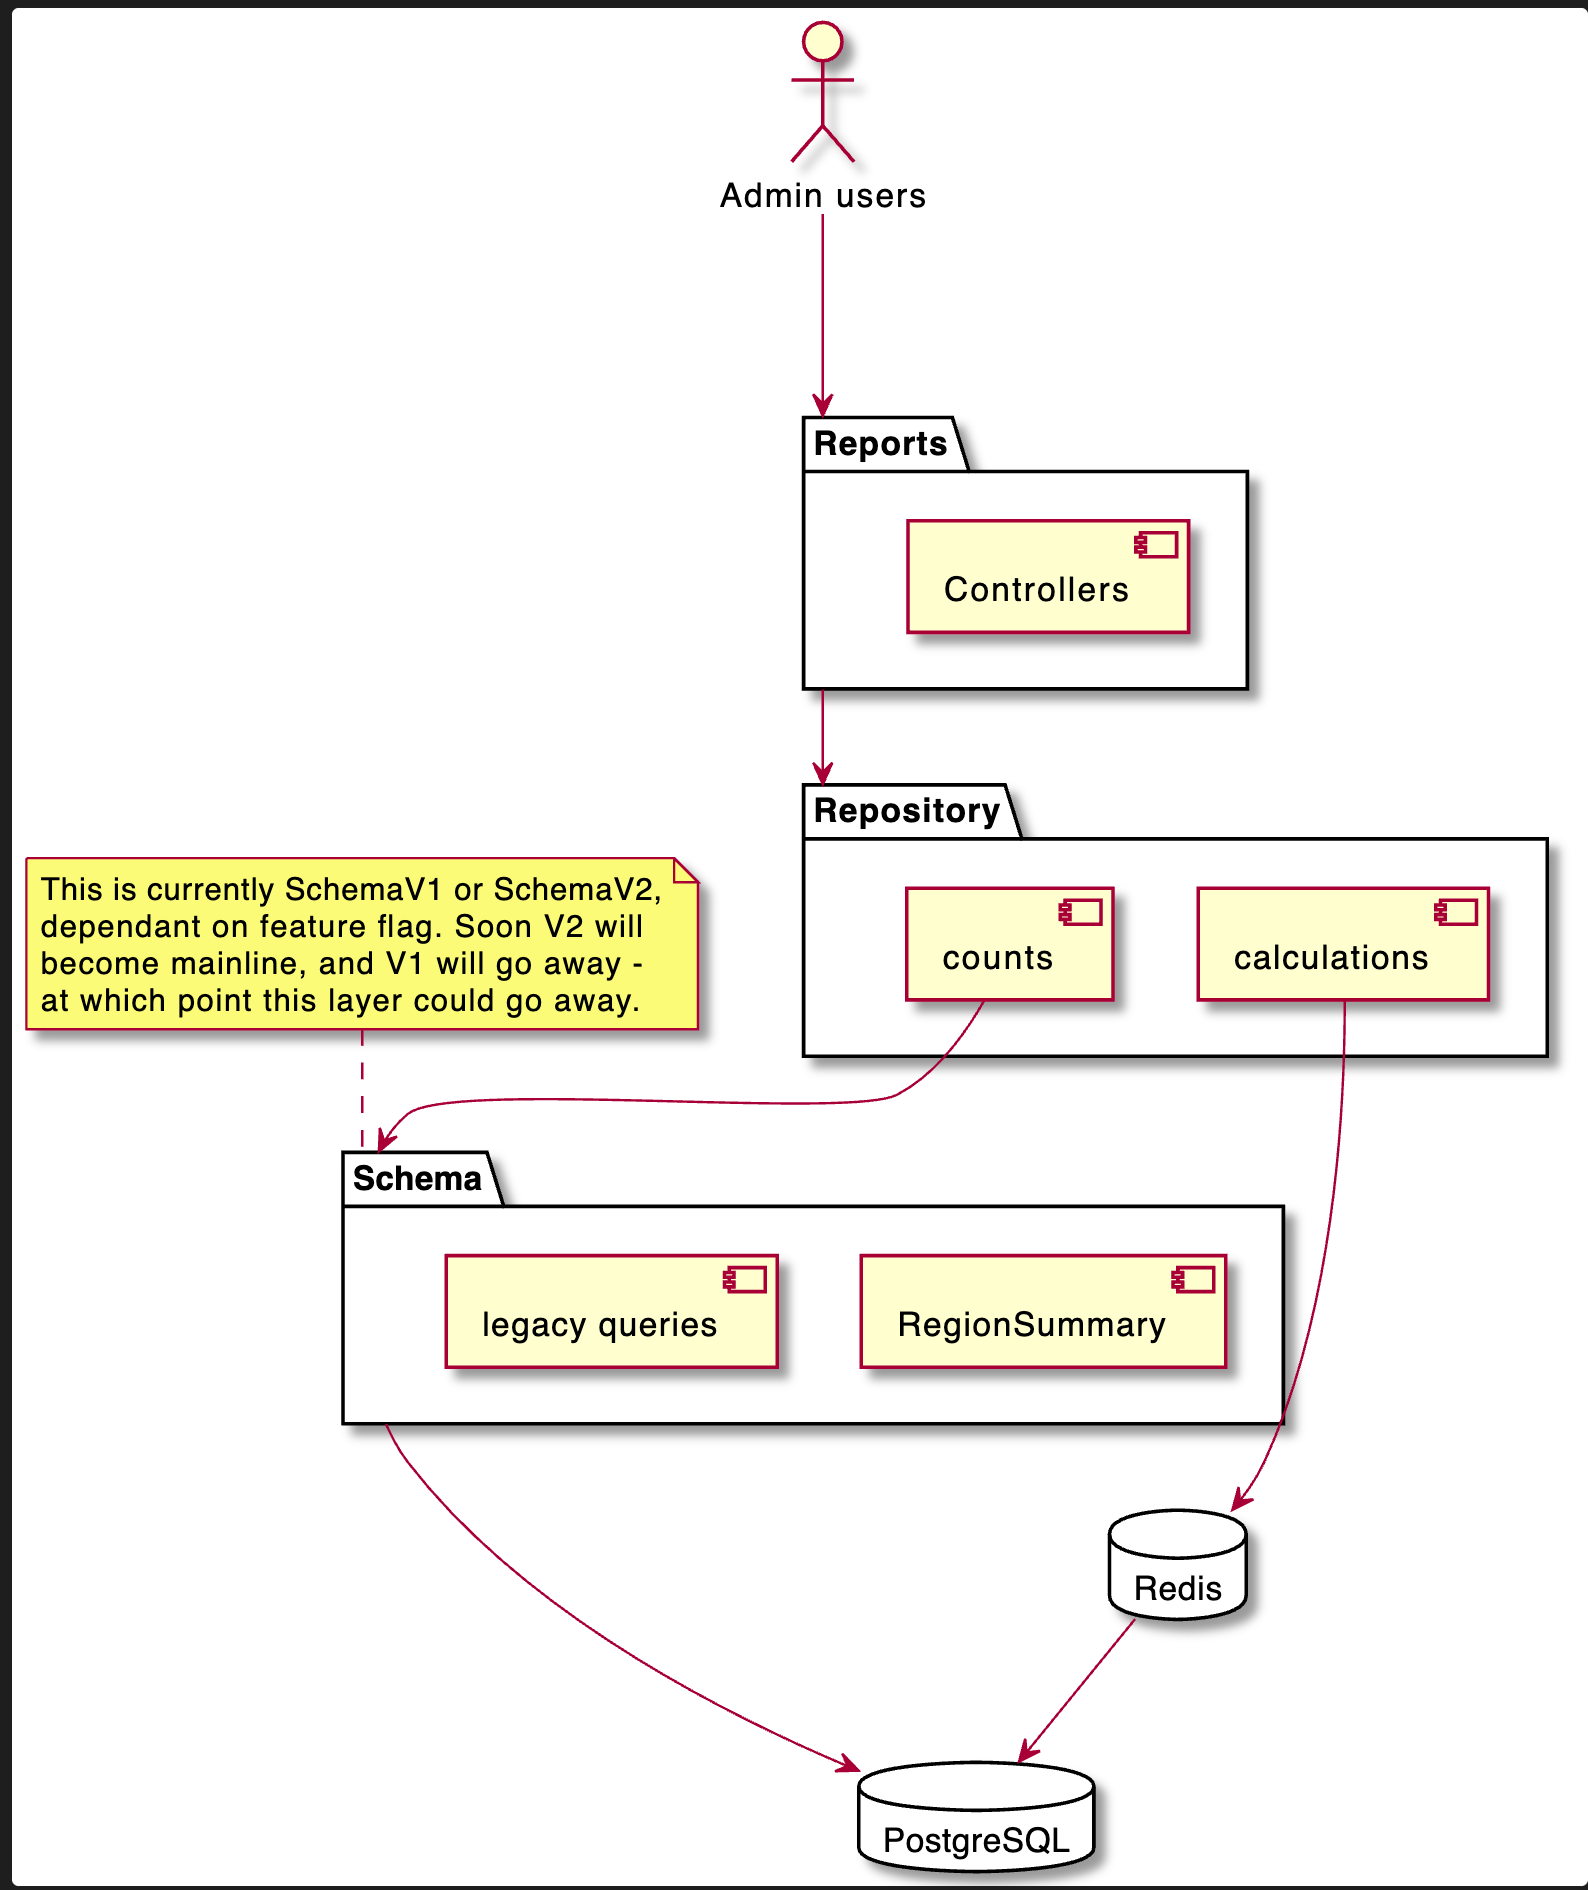 Admin users
Reports
Controllers
Repository
This is currently SchemaV1 or SchemaV2,
dependant on feature flag. Soon V2 will
become mainline, and V1 will go away -
at which point this layer could go away.
counts
calculations
Schema
legacy queries
RegionSummary
Redis
PostgreSQL